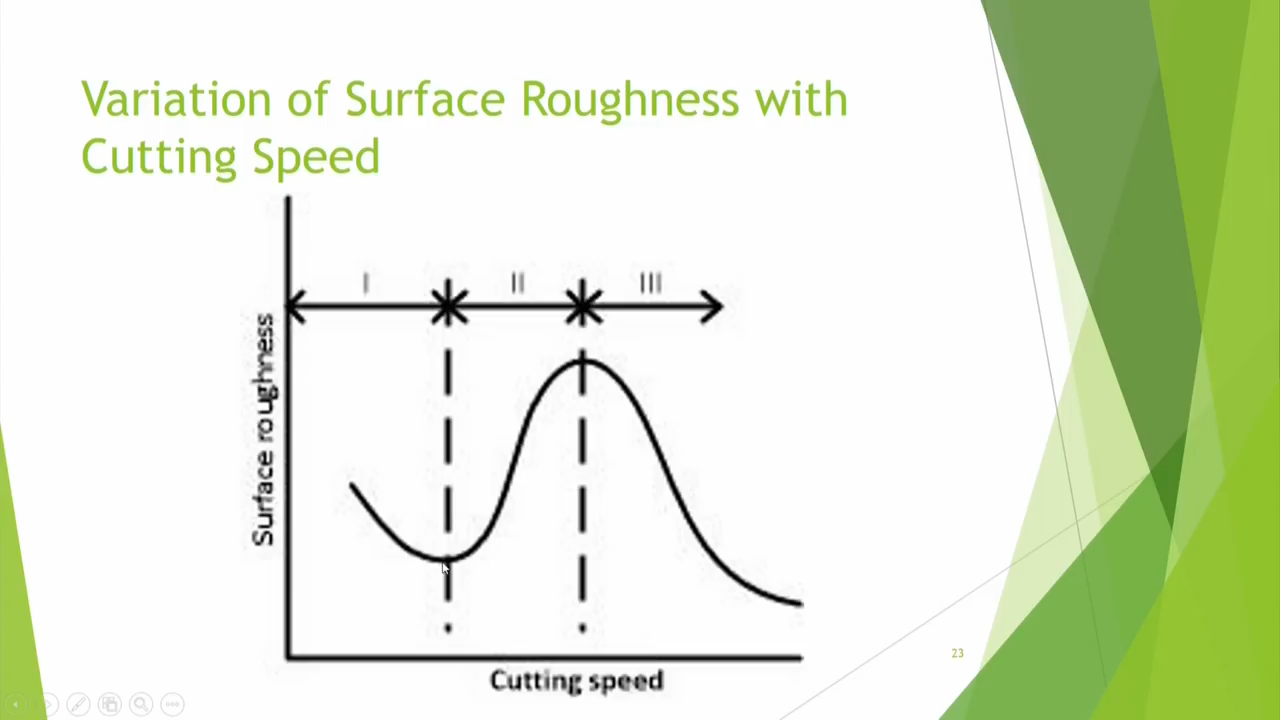 Variation of Surface Roughness with
Cutting Speed
I
II
III
Surface roughness
Cutting speed
23